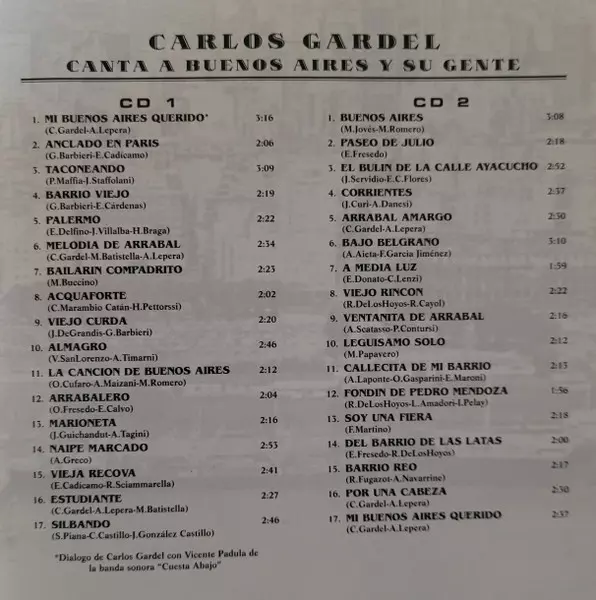 CARLOS GARDEL
CANTA A BUENOS AIRES Y SU GENTE
CD 1
1. MI BUENOS AIRES QUERIDO* 3:16
(C.Gardel-A.Lepera)
2. ANCLADO EN PARIS 2:06
(G.Barbieri-E.Cadícamo)
3. TACONEANDO 3:09
(P.Maffia-J.Staffolani)
4. BARRIO VIEJO 2:19
(G.Barbieri-E.Cárdenas)
5. PALERMO 2:22
(E.Delfino-J.Villalba-H.Braga)
6. MELODIA DE ARRABAL 2:34
(C.Gardel-M.Batistella-A.Lepera)
7. BAILARIN COMPADRITO 2:23
(M.Buccino)
8. ACQUAFORTE 2:02
(C.Marambio Catán-H.Pettorssi)
9. VIEJO CURDA 2:20
(J.DeGrandis-G.Barbieri)
10. ALMAGRO 2:46
(V.SanLorenzo-A.Timarni)
11. LA CANCION DE BUENOS AIRES 2:12
(O.Cufaro-A.Maizani-M.Romero)
12. ARRABALERO 2:04
(O.Fresedo-E.Calvo)
13. MARIONETA 2:16
(J.Guichandut-A.Tagini)
14. NAIPE MARCADO 2:53
(A.Greco)
15. VIEJA RECOVA 2:41
(E.Cadícamo-R.Sciammarella)
16. ESTUDIANTE 2:27
(C.Gardel-A.Lepera-M.Batistella)
17. SILBANDO 2:46
(S.Piana-C.Castillo-J.González Castillo)
*Dialogo de Carlos Gardel con Vicente Padula de
la banda sonora "Cuesta Abajo"
CD 2
1. BUENOS AIRES 3:08
(M.Jovés-M.Romero)
2. PASEO DE JULIO 2:18
(E.Fresedo)
3. EL BULIN DE LA CALLE AYACUCHO 2:52
(J.Servidio-E.C.Flores)
4. CORRIENTES 2:37
(J.Curi-A.Danesi)
5. ARRABAL AMARGO 2:50
(C.Gardel-A.Lepera)
6. BAJO BELGRANO 3:10
(A.Aieta-F.García Jiménez)
7. A MEDIA LUZ 1:59
(E.Donato-C.Lenzi)
8. VIEJO RINCON 2:22
(R.DeLosHoyos-R.Cayol)
9. VENTANITA DE ARRABAL 2:16
(A.Scatasso-P.Contursi)
10. LEGUISAMO SOLO 2:12
(M.Papavero)
11. CALLECITA DE MI BARRIO 2:15
(A.Laponte-O.Gasparini-E.Maroni)
12. FONDIN DE PEDRO MENDOZA 1:56
(R.DeLosHoyos-L.Amadori-I.Pelay)
13. SOY UNA FIERA 2:18
(F.Martino)
14. DEL BARRIO DE LAS LATAS 2:00
(E.Fresedo-R.DeLosHoyos)
15. BARRIO REO 2:17
(R.Fugazot-A.Navarrine)
16. POR UNA CABEZA 2:30
(C.Gardel-A.Lepera)
17. MI BUENOS AIRES QUERIDO 2:37
(C.Gardel-A.Lepera)